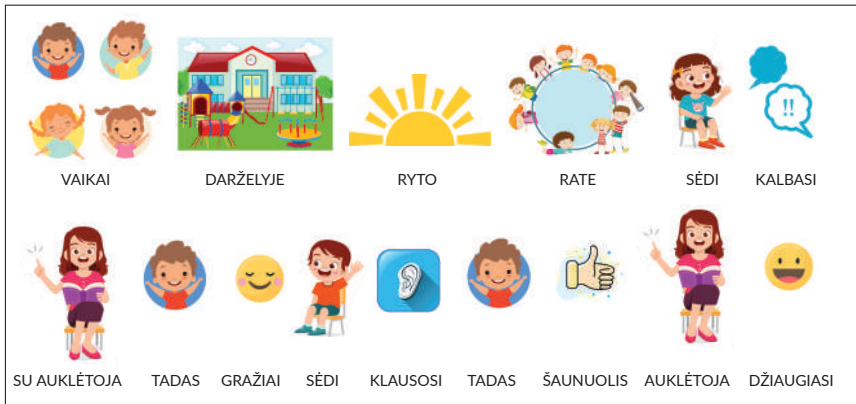 VAIKAI DARŽELYJE RYTO RATE SĖDI KALBASI
!!
SU AUKLĖTOJA TADAS GRAŽIAI SĖDI KLAUSOSI TADAS ŠAUNUOLIS AUKLĖTOJA DŽIAUGIASI